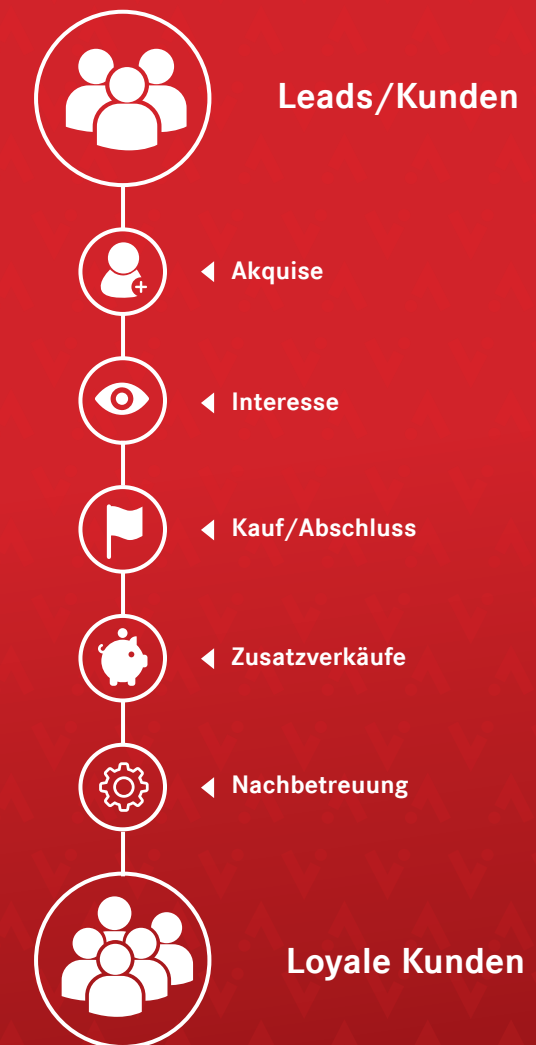 Leads/Kunden
Akquise
Interesse
Kauf/Abschluss
Zusatzverkäufe
Nachbetreuung
Loyale Kunden